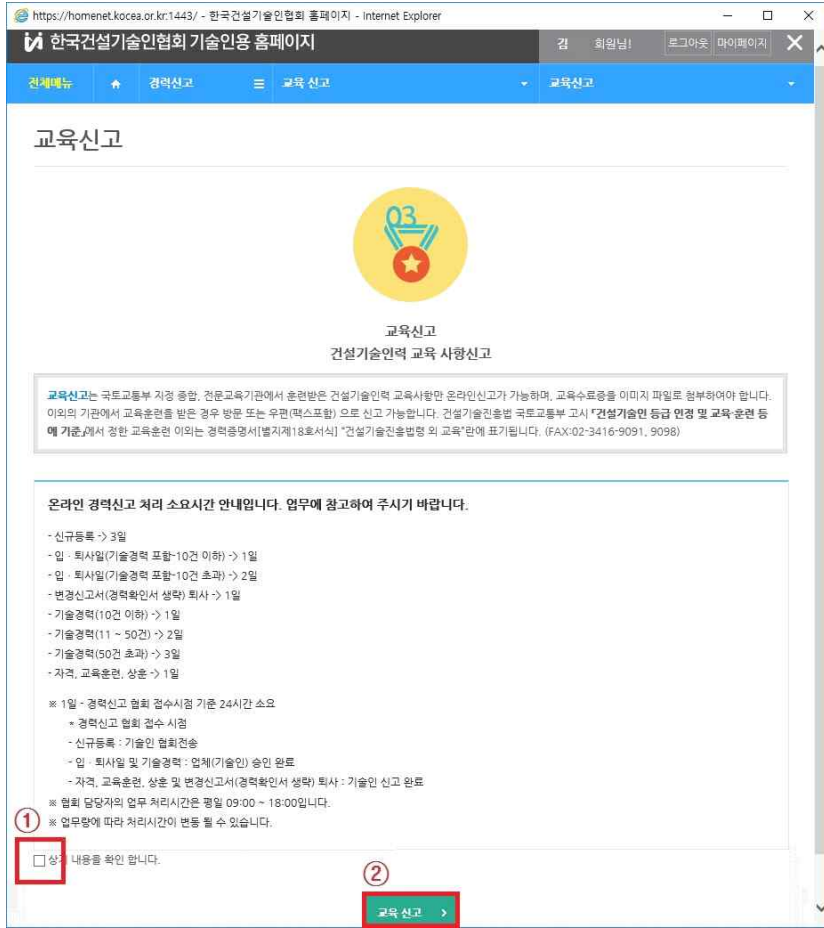 https://homenet.kocea.or.kr:1443/ - 한국건설기술인협회 홈페이지 - Internet Explorer
한국건설기술인협회 기술인용 홈페이지 김 회원님! 로그아웃 마이페이지
전체메뉴 경력신고 교육 신고 교육신고
교육신고
03
교육신고
건설기술인력 교육 사항신고
교육신고는 국토교통부 지정 종합, 전문교육기관에서 훈련받은 건설기술인력 교육사항만 온라인신고가 가능하며, 교육수료증을 이미지 파일로 첨부하여야 합니다.
이외의 기관에서 교육훈련을 받은 경우 방문 또는 우편(팩스포함) 으로 신고 가능합니다. 건설기술진흥법 국토교통부 고시 「건설기술인 등급 인정 및 교육·훈련 등
에 기준」에서 정한 교육훈련 이외는 경력증명서[별지제18호서식] "건설기술진흥법령 외 교육"란에 표기됩니다. (FAX:02-3416-9091, 9098)
온라인 경력신고 처리 소요시간 안내입니다. 업무에 참고하여 주시기 바랍니다.
- 신규등록 -> 3일
- 입 · 퇴사일(기술경력 포함-10건 이하) -> 1일
- 입 · 퇴사일(기술경력 포함-10건 초과) -> 2일
- 변경신고서(경력확인서 생략) 퇴사 -> 1일
- 기술경력(10건 이하) -> 1일
- 기술경력(11 ~ 50건) -> 2일
- 기술경력(50건 초과) -> 3일
- 자격, 교육훈련, 상훈 -> 1일
※ 1일 - 경력신고 협회 접수시점 기준 24시간 소요
* 경력신고 협회 접수 시점
- 신규등록 : 기술인 협회전송
- 입 · 퇴사일 및 기술경력 : 업체(기술인) 승인 완료
- 자격, 교육훈련, 상훈 및 변경신고서(경력확인서 생략) 퇴사 : 기술인 신고 완료
※ 협회 담당자의 업무 처리시간은 평일 09:00 ~ 18:00입니다.
① ※ 업무량에 따라 처리시간이 변동 될 수 있습니다.
상기 내용을 확인 합니다.
②
교육 신고 >